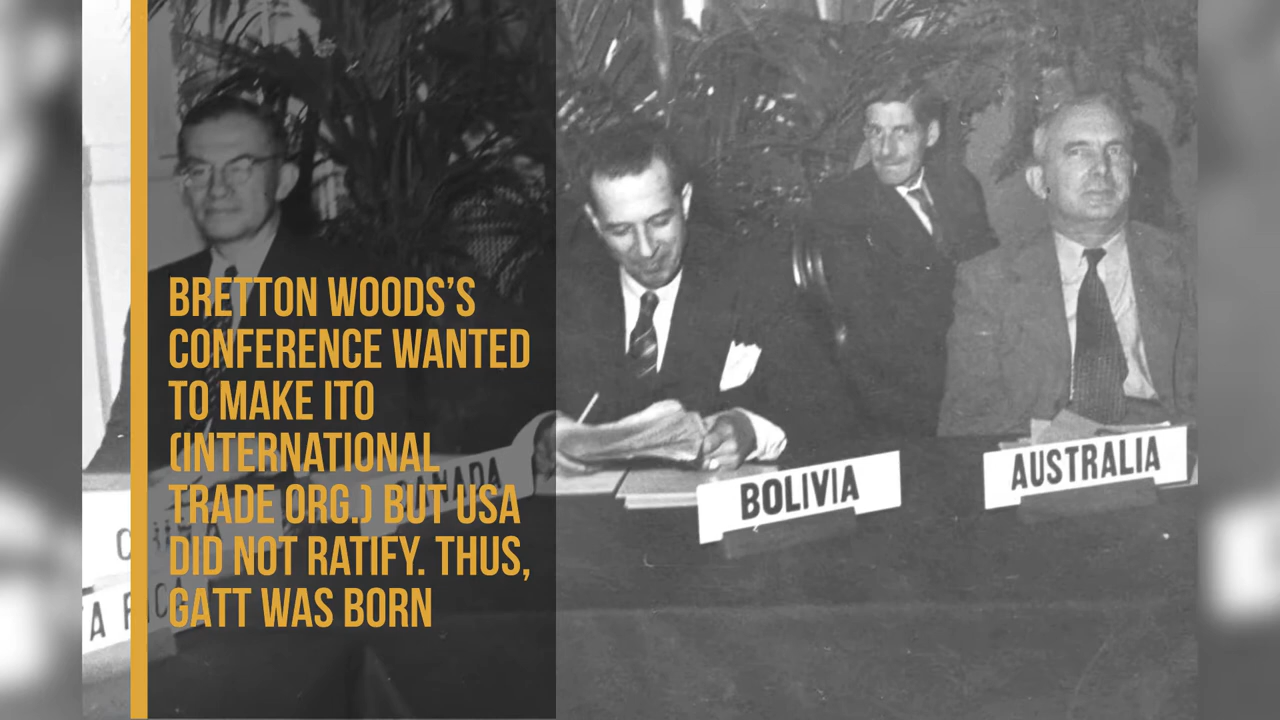 BRETTON WOODS’S
CONFERENCE WANTED
TO MAKE ITO
(INTERNATIONAL
TRADE ORG.) BUT USA
DID NOT RATIFY. THUS,
GATT WAS BORN
CANADA
BOLIVIA
AUSTRALIA